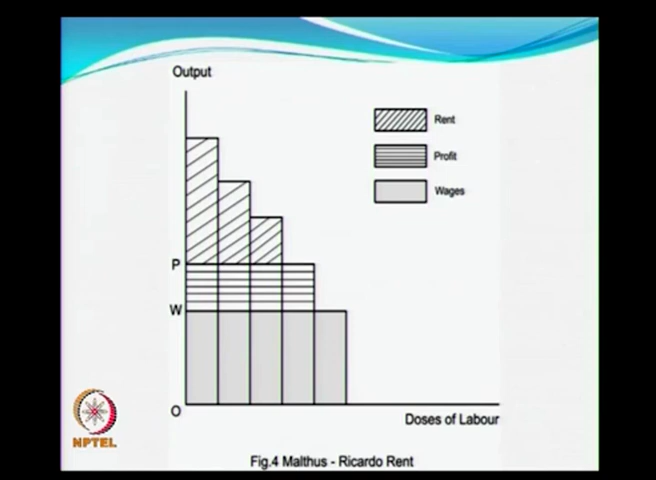 Output
Rent
Profit
Wages
P
W
O
Doses of Labour
NPTEL
Fig.4 Malthus - Ricardo Rent